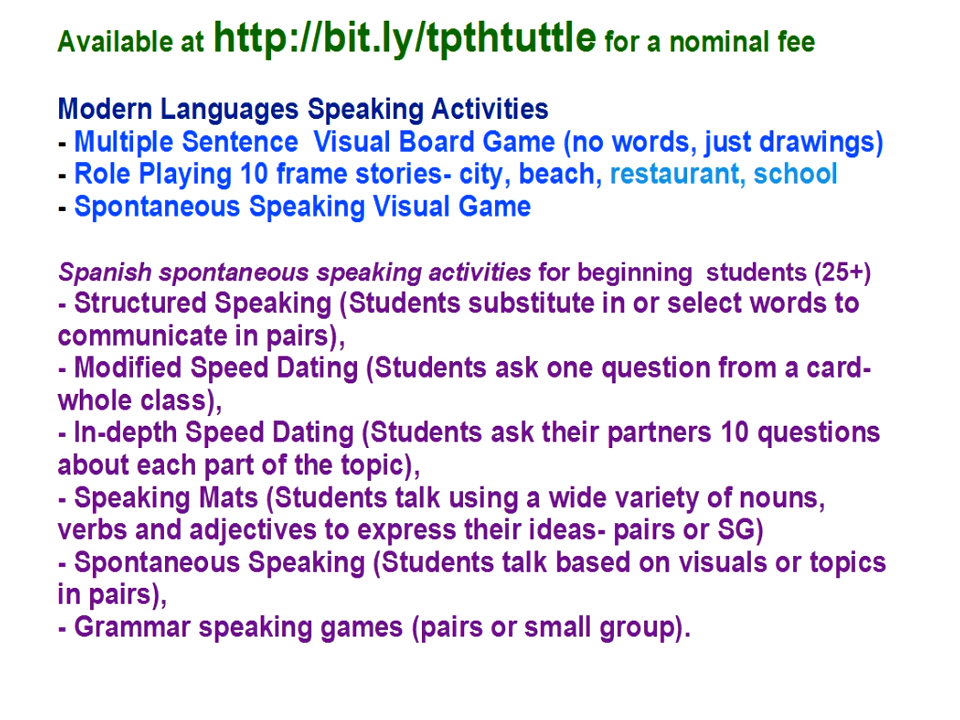 Available at http://bit.ly/tpthtuttle for a nominal fee
Modern Languages Speaking Activities
- Multiple Sentence  Visual Board Game (no words, just drawings)
- Role Playing 10 frame stories- city, beach, restaurant, school
- Spontaneous Speaking Visual Game
Spanish spontaneous speaking activities for beginning  students (25+)
- Structured Speaking (Students substitute in or select words to
communicate in pairs),
- Modified Speed Dating (Students ask one question from a card-
whole class),
- In-depth Speed Dating (Students ask their partners 10 questions
about each part of the topic),
- Speaking Mats (Students talk using a wide variety of nouns,
verbs and adjectives to express their ideas- pairs or SG)
- Spontaneous Speaking (Students talk based on visuals or topics
in pairs),
- Grammar speaking games (pairs or small group).